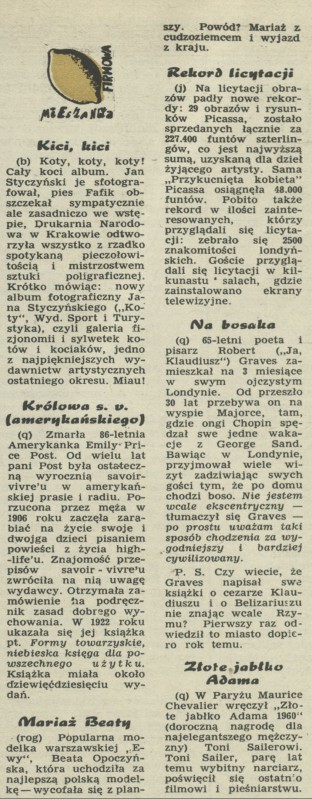 MIESZANKA
FIRMOWA
Kici, kici
(b) Koty, koty, koty!
Cały koci album. Jan
Styczyński je sfotogra-
fował, pies Fafik ob-
szczekał sympatycznie
ale zasadniczo we wstę-
pie, Drukarnia Narodo-
wa w Krakowie odtwo-
ryła wszystko z rzadko
spotykaną pieczołowi-
tością i mistrzostwem
sztuki poligraficznej.
Krótko mówiąc: nowy
album fotograficzny Ja-
na Styczyńskiego („Ko-
ty", Wyd. Sport i Tury-
styka), czyli galeria fi-
zjonomii i sylwetek ko-
tów i kociaków, jedno
z najpiękniejszych wy-
dawnictw artystycznych
ostatniego okresu. Miau!
Królowa s. v.
(amerykańskiego)
(q) Zmarła 86-letnia
Amerykanka Emily Pri-
ce Post. Od wielu lat
pani Post była ostatecz-
ną wyrocznią savoir-
vivre'u w amerykań-
skiej prasie i radiu. Po-
rzucona przez męża w
1906 roku zaczęła zara-
biać na życie swoje i
dwojga dzieci pisaniem
powieści z życia high-
-life'u. Znajomość prze-
pisów savoir-vivre'u
zwróciła na nią uwagę
wydawcy. Otrzymała za-
mówienie na podręcz-
nik zasad dobrego wy-
chowania. W 1922 roku
ukazała się jej książka
pt. Formy towarzyskie,
niebieska księga dla po-
wszechnego użytku.
Książka miała około
dziewięćdziesięciu wy-
dań.
Mariaż Beaty
(rog) Popularna mo-
delka warszawskiej „E-
wy", Beata Opoczyń-
ska, która uchodziła za
najlepszą polską model-
kę — wycofała się z plan-
szy. Powód? Mariaż z
cudzoziemcem i wyjazd
z kraju.
Rekord licytacji
(j) Na licytacji obra-
zów padły nowe rekor-
dy: 29 obrazów i rysun-
ków Picassa, zostało
sprzedanych łącznie za
227.400 funtów szterlin-
gów, co jest najwyższą
sumą, uzyskaną za dzieł
żyjącego artysty. Sama
„Przykucnięta kobieta"
Picassa osiągnęła 48.000
funtów. Pobito także
rekord w ilości zainte-
resowanych, którzy
przyglądali się licyta-
cji: zebrało się 2500
znakomitości londyń-
skich. Goście przyglą-
dali się licytacji w kil-
kunastu salach, gdzie
zainstalowano ekrany
telewizyjne.
Na bosaka
(q) 65-letni poeta i
pisarz Robert („Ja,
Klaudiusz") Graves za-
mieszkał na 3 miesiące
w swym ojczystym
Londynie. Od przeszło
30 lat przebywa on na
wyspie Majorce, tam,
gdzie ongi Chopin spę-
dzał swe jedne waka-
cje z George Sand.
Bawiąc w Londynie,
przyjmował wiele wi-
zyt zadziwiając swych
gości tym, że po domu
chodzi boso. Nie jestem
wcale ekscentryczny —
tłumaczył się Graves —
po prostu uważam taki
sposób chodzenia za wy-
godniejszy i bardziej
cywilizowany.
P. S. Czy wiecie, że
Graves napisał swe
książki o cezarze Klau-
diuszu i o Belizariuszu
nie znając wcale Rzy-
mu? Pierwszy raz od-
wiedził to miasto dopie-
ro rok temu.
Złote jabłko
Adama
(q) W Paryżu Maurice
Chevalier wręczył „Zło-
te jabłko Adama 1960"
(doroczną nagrodę dla
najelegantszego mężczy-
zny) Toni Sailerowi.
Toni Sailer, parę lat
temu wybitny narciarz,
poświęcił się ostatnio
filmowi i pieśniarstwu.